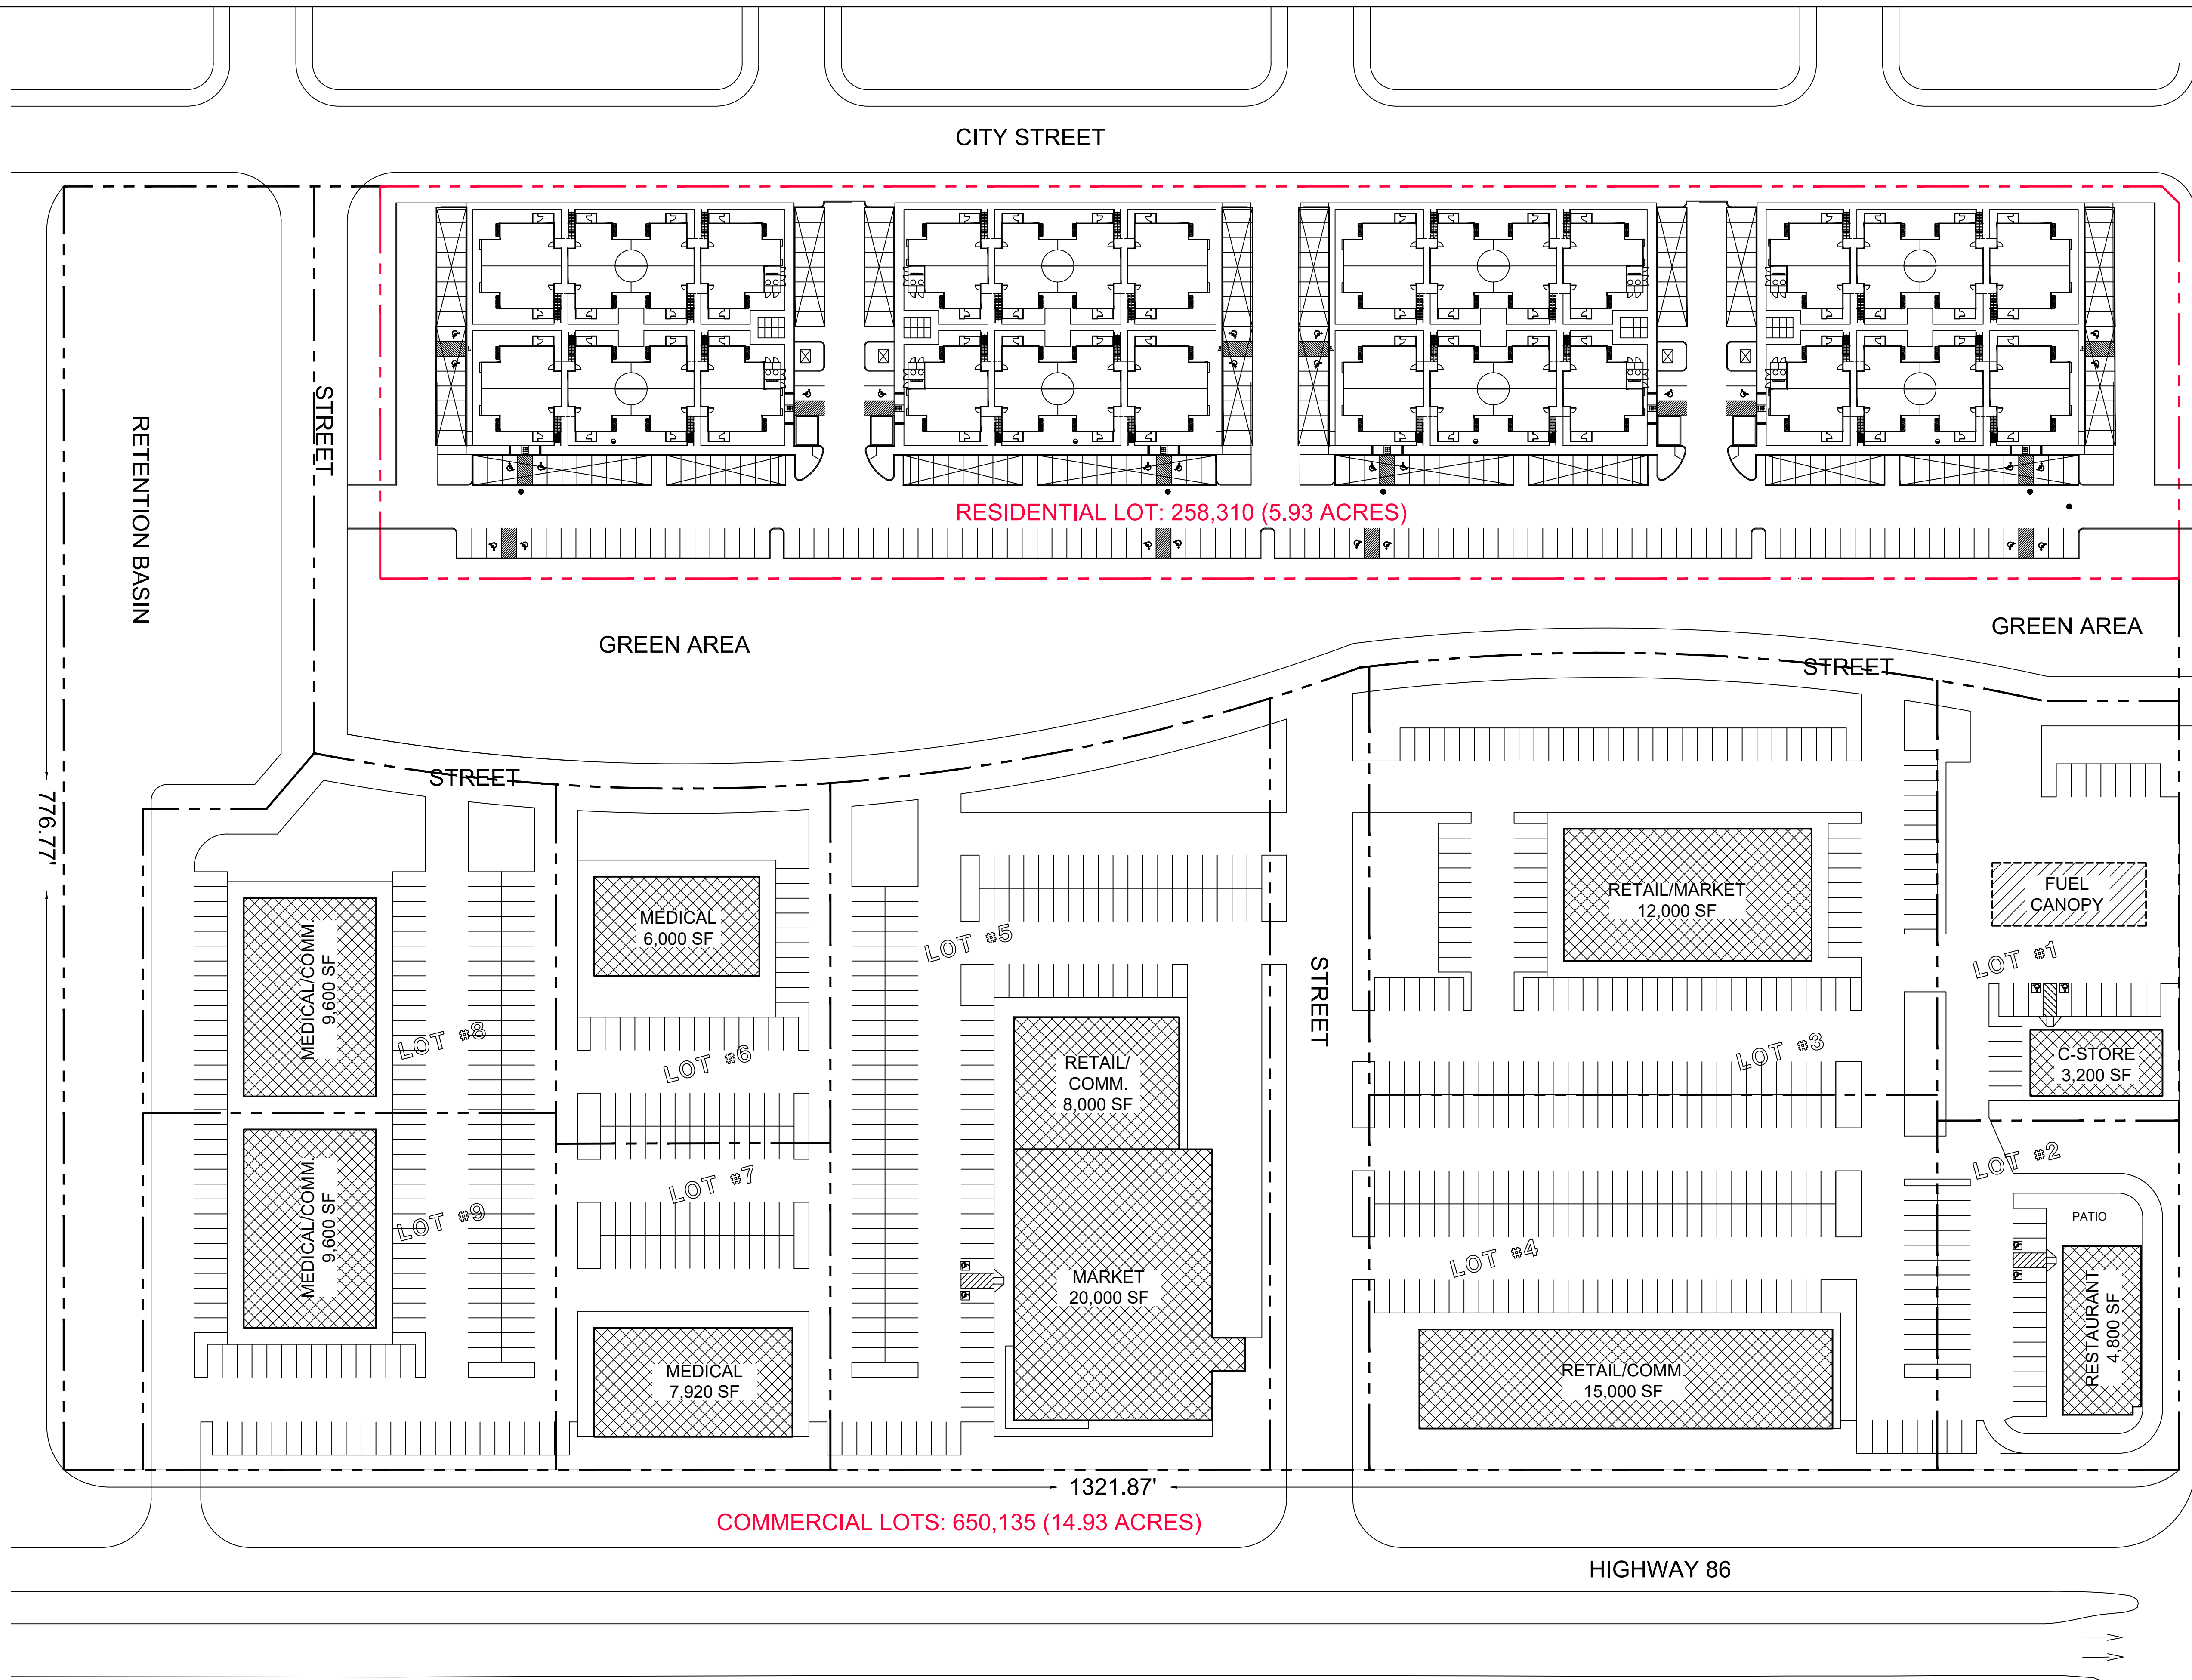 CITY STREET
STREET
RETENTION BASIN
RESIDENTIAL LOT: 258,310 (5.93 ACRES)
GREEN AREA
GREEN AREA
STREET
STREET
776.77'
FUEL
CANOPY
RETAIL/MARKET
12,000 SF
MEDICAL
6,000 SF
MEDICAL/COMM.
9,600 SF
LOT #5
LOT #1
STREET
LOT #8
LOT #6
LOT #3
RETAIL/
COMM.
8,000 SF
C-STORE
3,200 SF
LOT #2
LOT #7
MEDICAL/COMM.
9,600 SF
LOT #9
PATIO
LOT #4
MARKET
20,000 SF
RESTAURANT
4,800 SF
MEDICAL
7,920 SF
RETAIL/COMM.
15,000 SF
1321.87'
COMMERCIAL LOTS: 650,135 (14.93 ACRES)
HIGHWAY 86